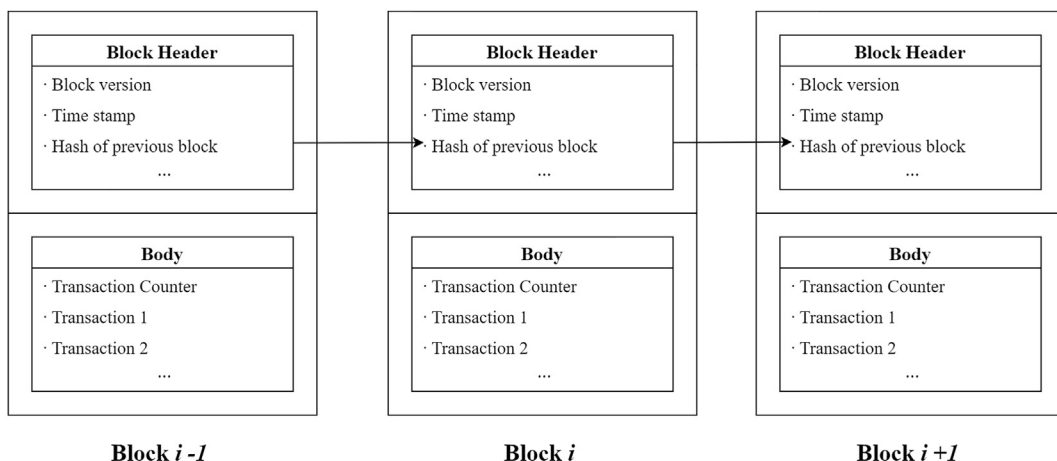 Block Header
· Block version
· Time stamp
· Hash of previous block
...
Body
· Transaction Counter
· Transaction 1
· Transaction 2
...
Block i -1
Block Header
· Block version
· Time stamp
· Hash of previous block
...
Body
· Transaction Counter
· Transaction 1
· Transaction 2
...
Block i
Block Header
· Block version
· Time stamp
· Hash of previous block
...
Body
· Transaction Counter
· Transaction 1
· Transaction 2
...
Block i +1